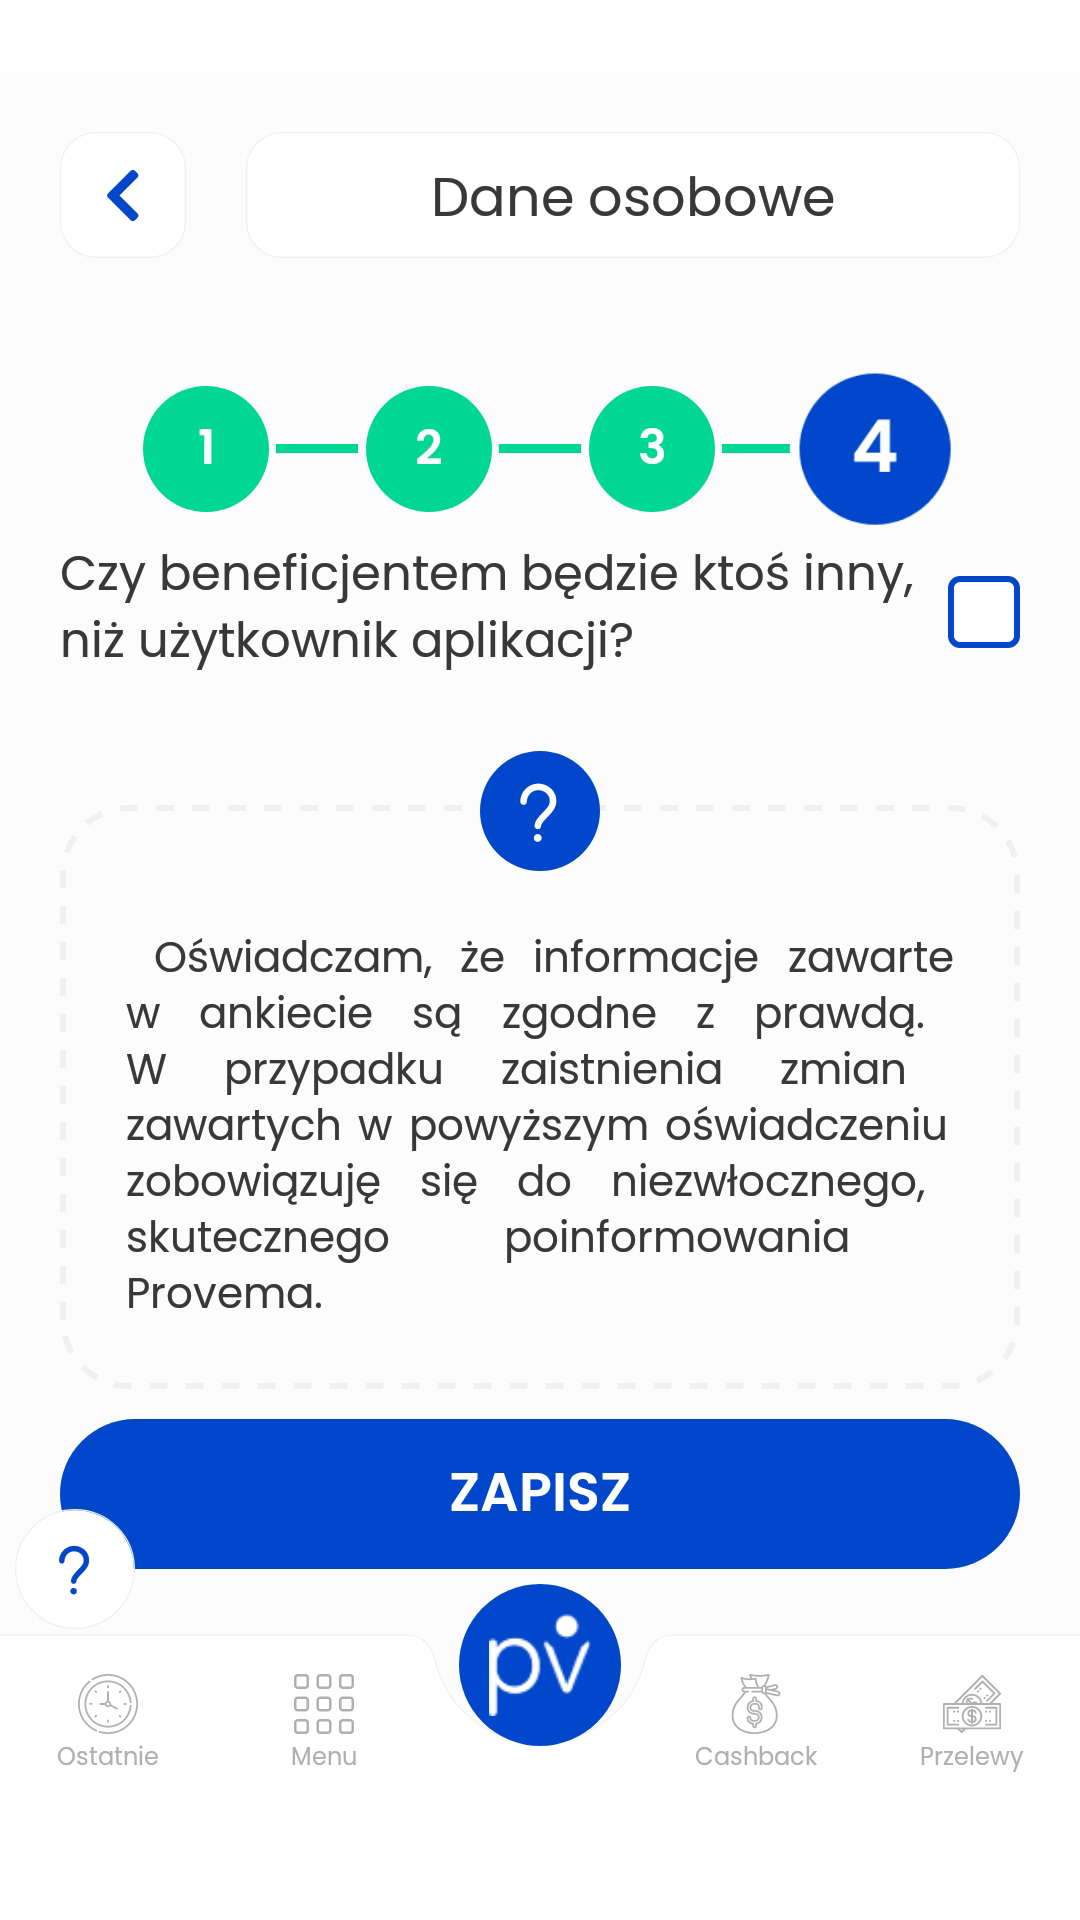 Dane osobowe
1 2 3 4
Czy beneficjentem będzie ktoś inny,
niż użytkownik aplikacji?
?
Oświadczam, że informacje zawarte
w ankiecie są zgodne z prawdą.
W przypadku zaistnienia zmian
zawartych w powyższym oświadczeniu
zobowiązuję się do niezwłocznego,
skutecznego poinformowania
Provema.
ZAPISZ
?
pv
Ostatnie Menu Cashback Przelewy